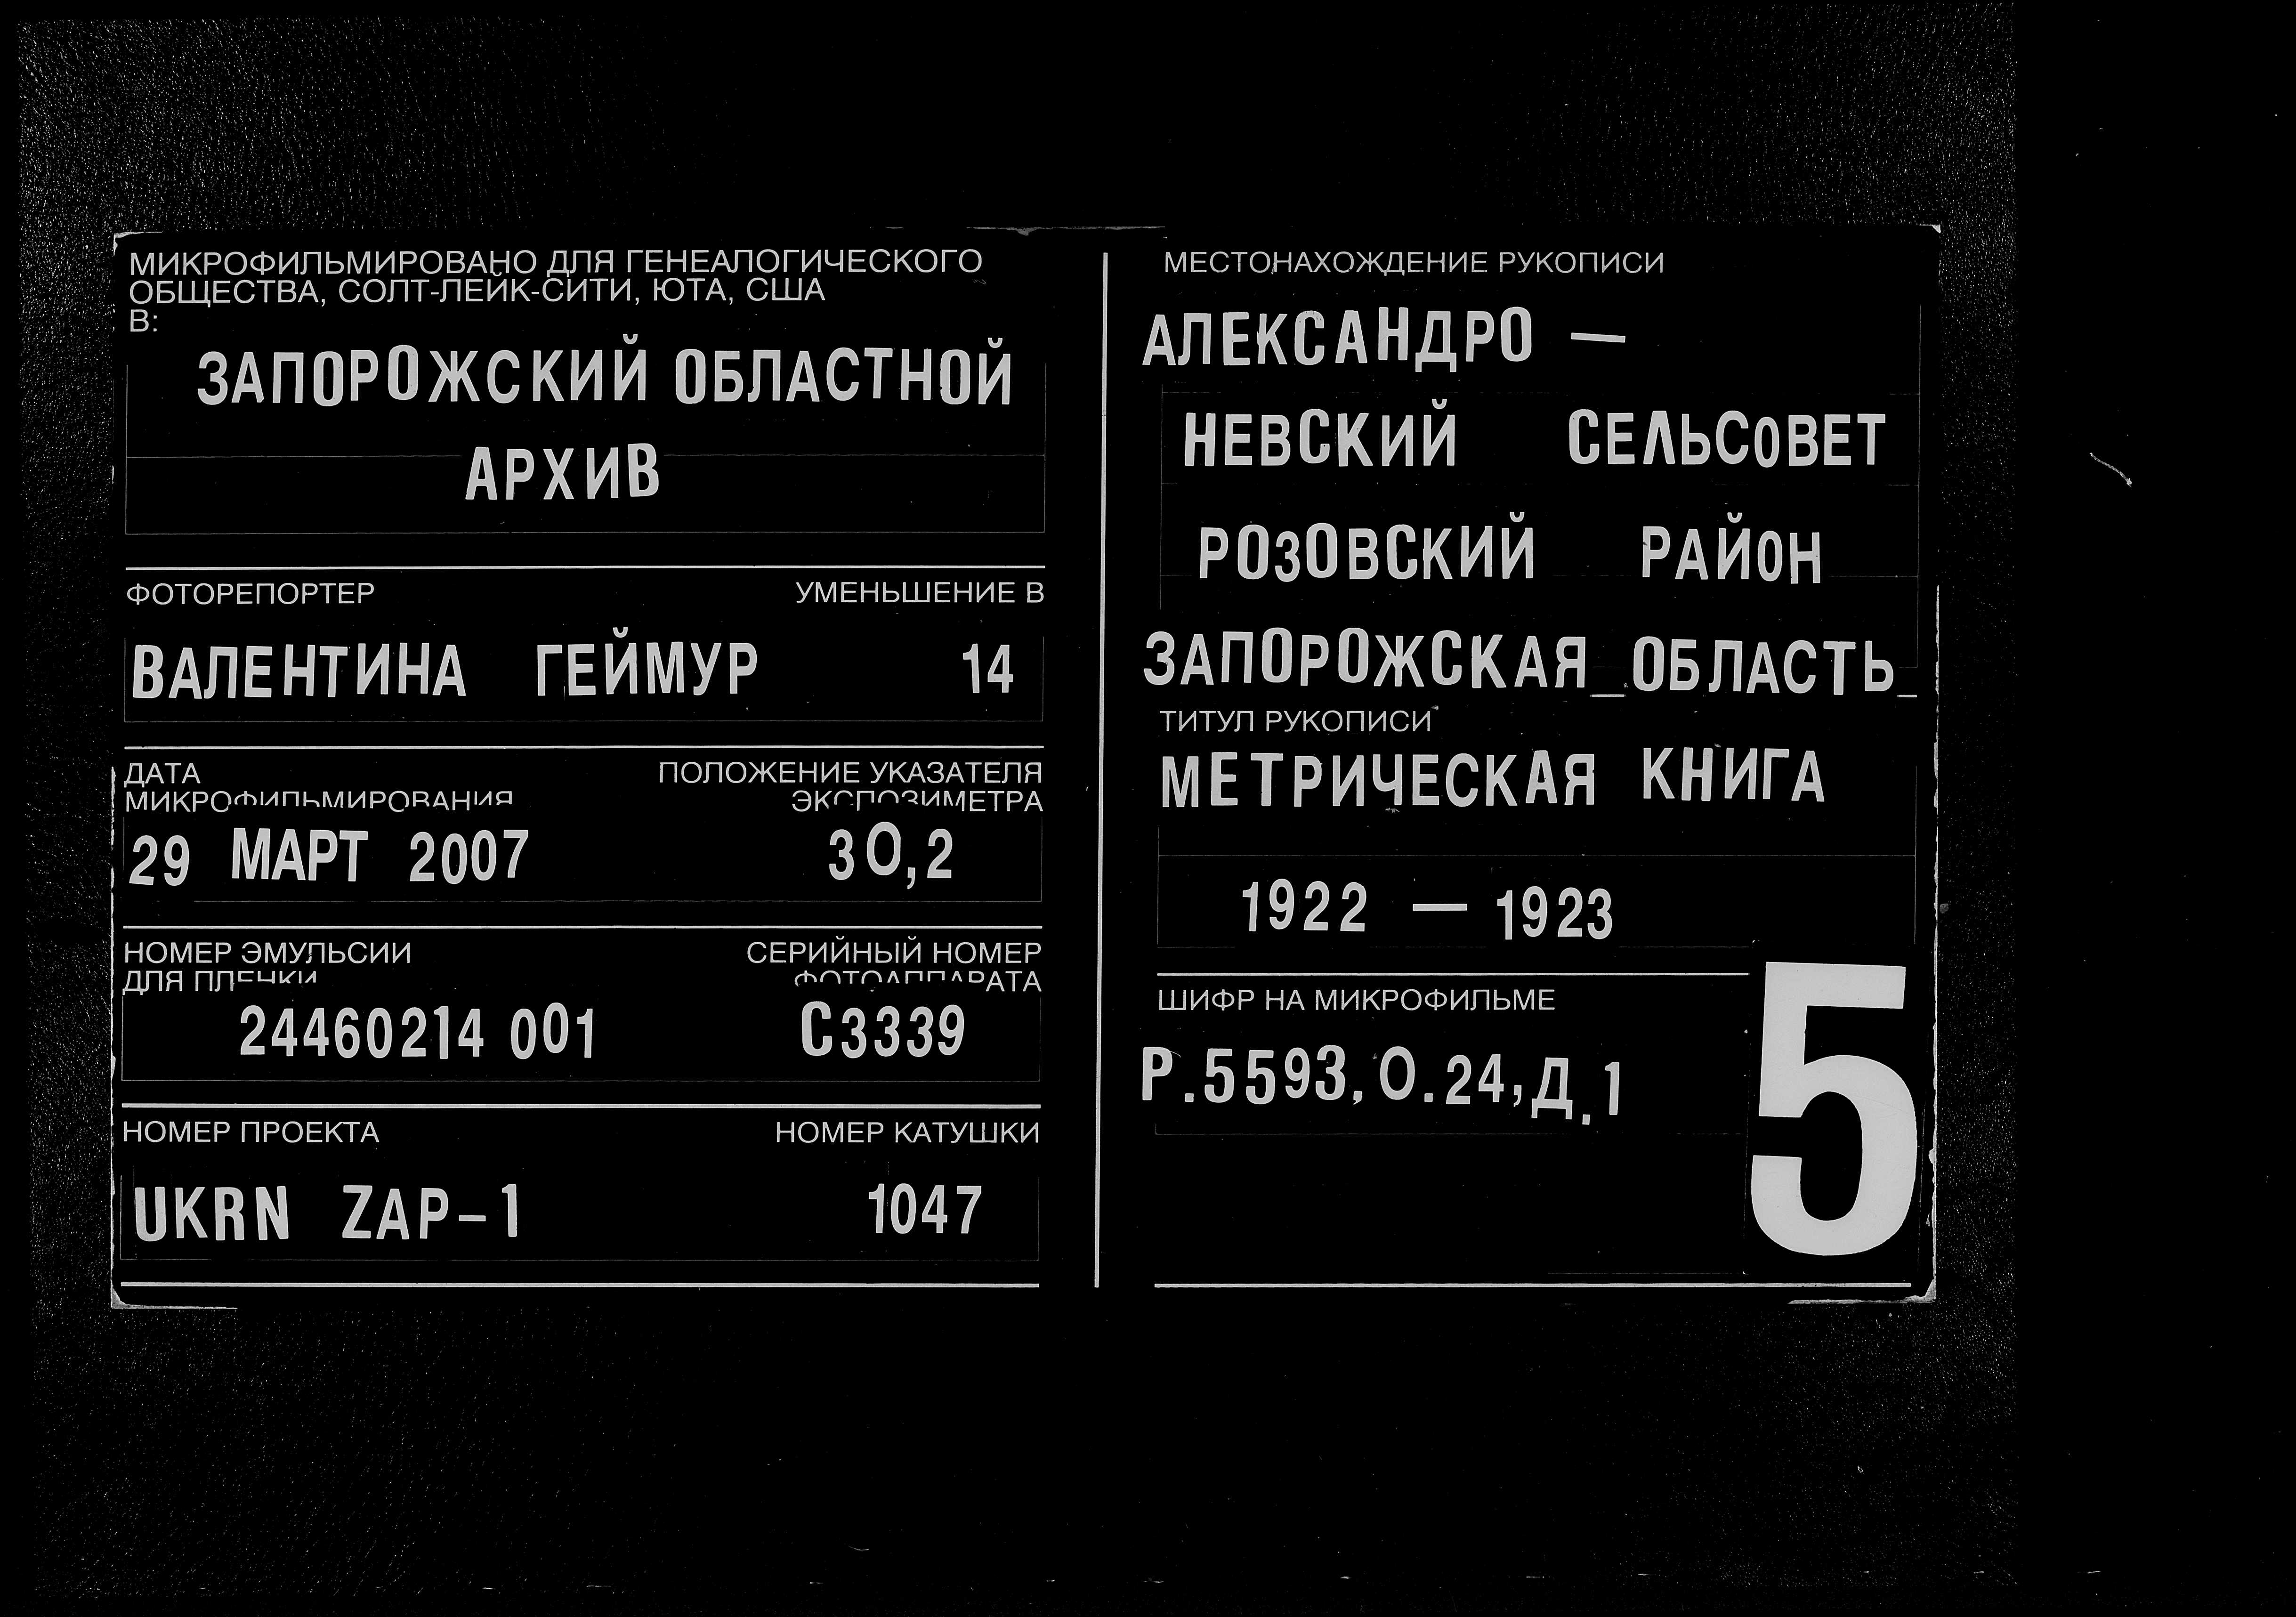 МИКРОФИЛЬМИРОВАНО ДЛЯ ГЕНЕАЛОГИЧЕСКОГО
ОБЩЕСТВА, СОЛТ-ЛЕЙК-СИТИ, ЮТА, США
В:
ЗАПОРОЖСКИЙ ОБЛАСТНОЙ
АРХИВ
ФОТОРЕПОРТЕР УМЕНЬШЕНИЕ В
ВАЛЕНТИНА ГЕЙМУР 14
ДАТА ПОЛОЖЕНИЕ УКАЗАТЕЛЯ
МИКРОФИЛЬМИРОВАНИЯ ЭКСПОЗИМЕТРА
29 МАРТ 2007 30,2
НОМЕР ЭМУЛЬСИИ СЕРИЙНЫЙ НОМЕР
ДЛЯ ПЛЕНКИ ФОТОАППАРАТА
24460214 001 С3339
НОМЕР ПРОЕКТА НОМЕР КАТУШКИ
UKRN ZAP-1 1047
МЕСТОНАХОЖДЕНИЕ РУКОПИСИ
АЛЕКСАНДРО —
НЕВСКИЙ СЕЛЬСОВЕТ
РОЗОВСКИЙ РАЙОН
ЗАПОРОЖСКАЯ ОБЛАСТЬ
ТИТУЛ РУКОПИСИ
МЕТРИЧЕСКАЯ КНИГА
1922 — 1923
ШИФР НА МИКРОФИЛЬМЕ
Р.5593, О.24, Д.1
5